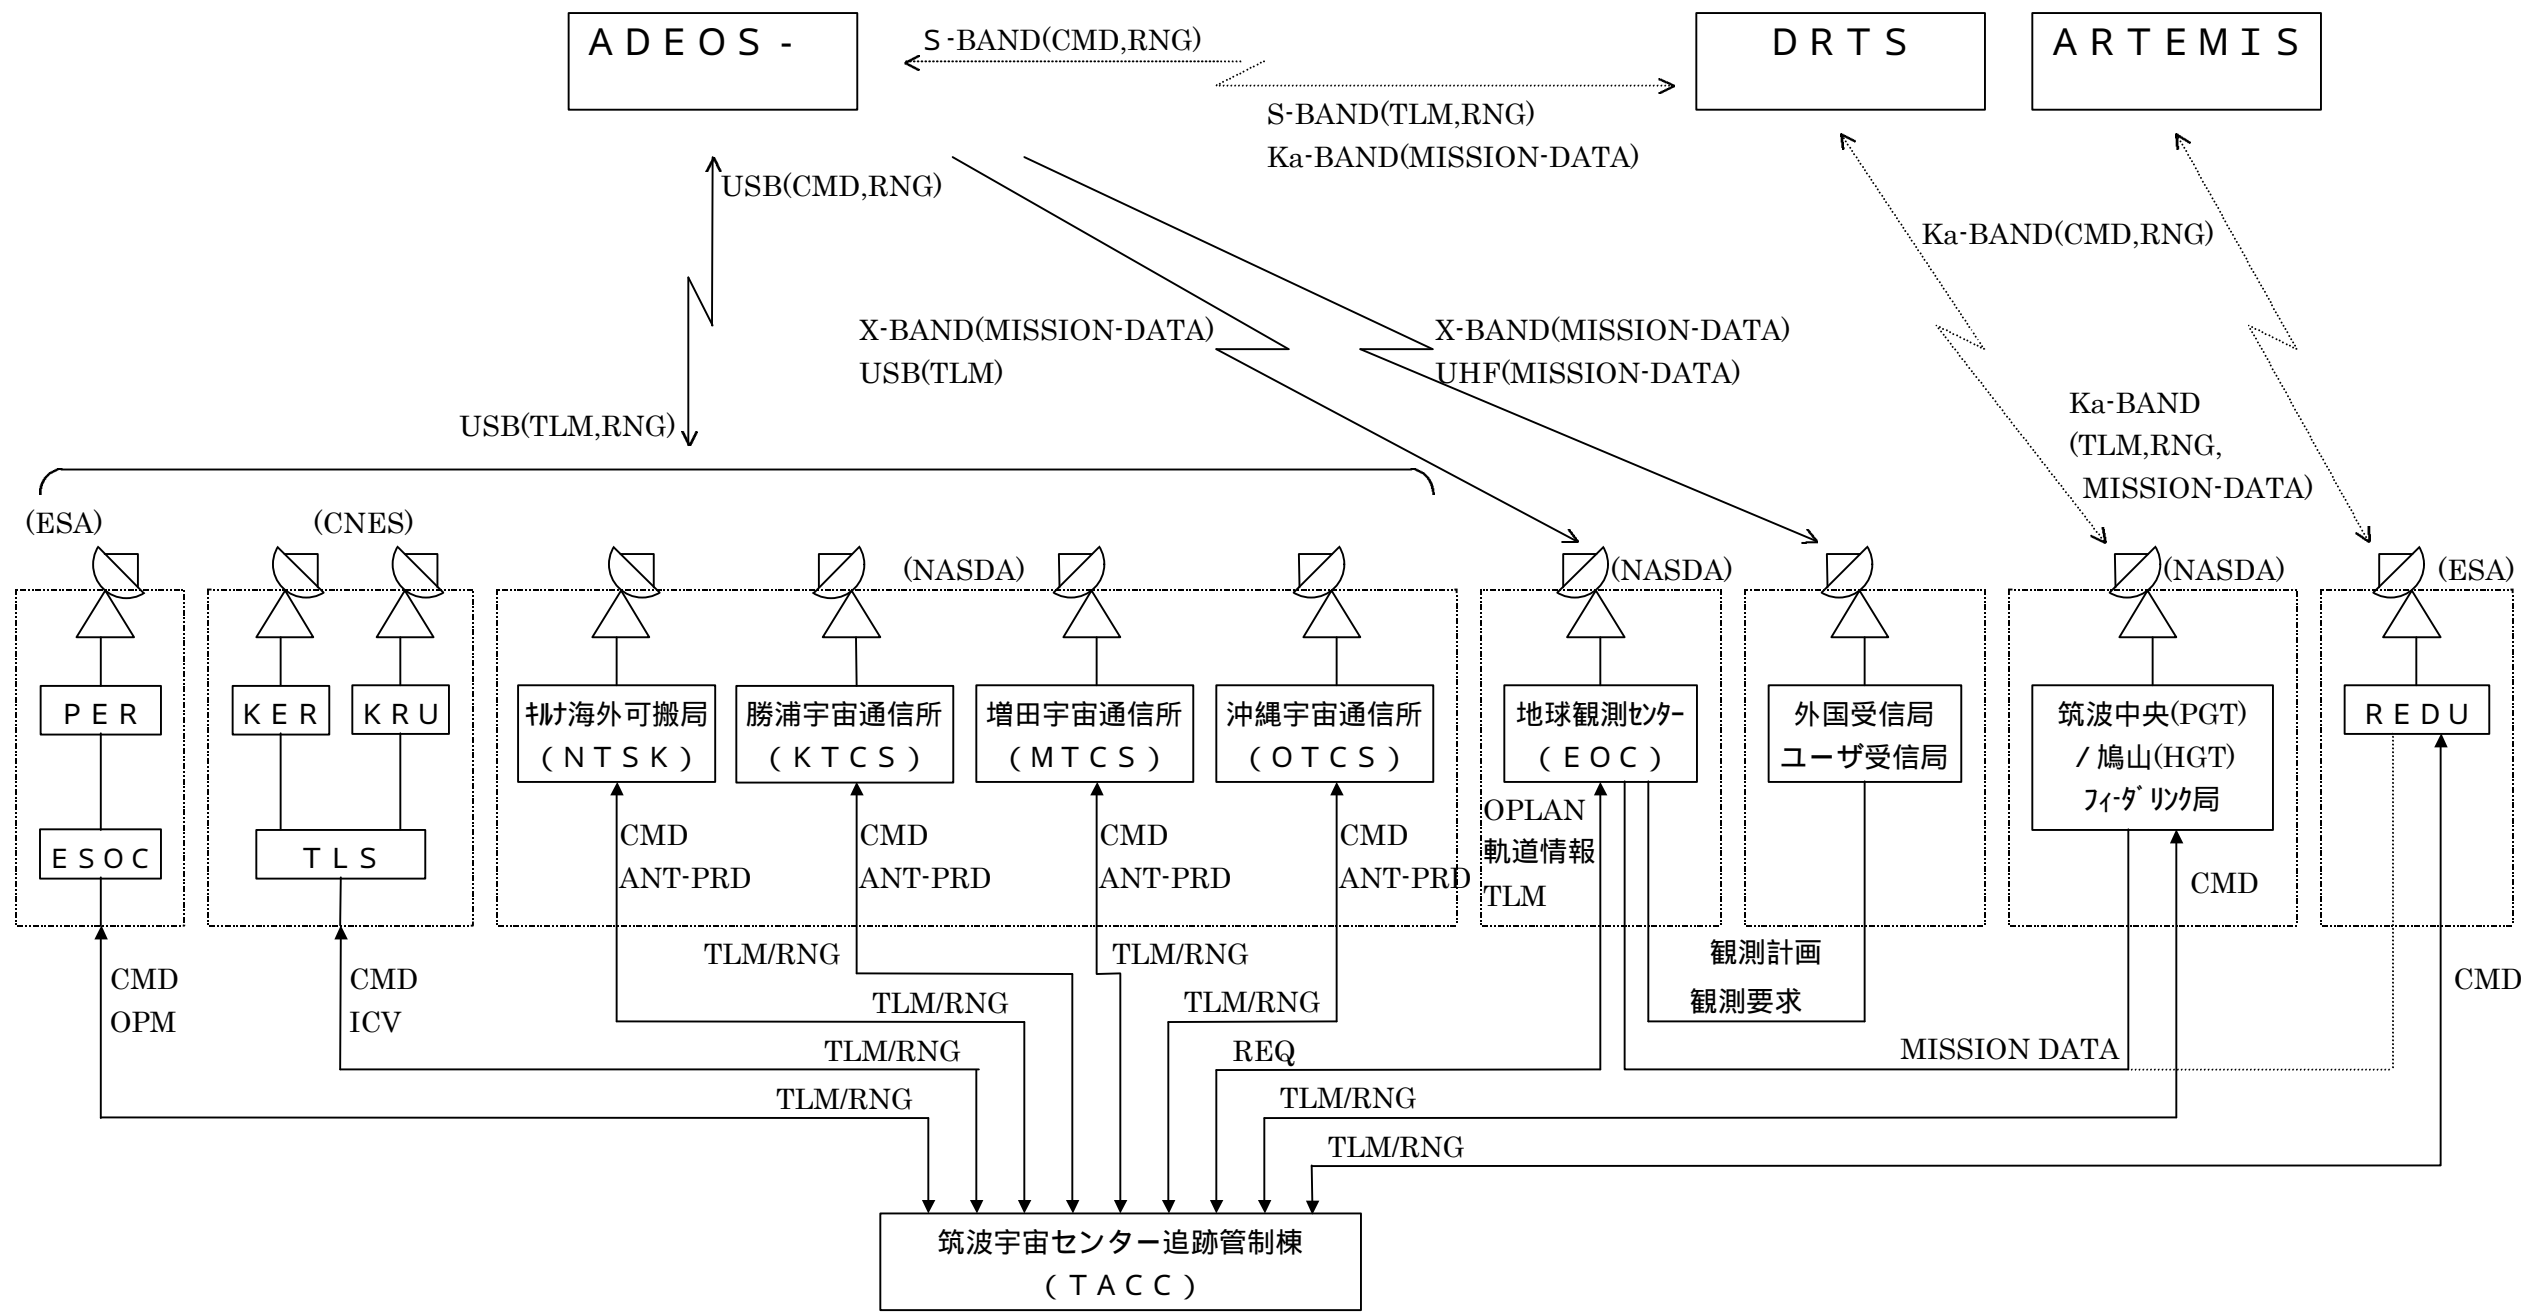 ＡＤＥＯＳ-
Ｓ-BAND(CMD,RNG)
ＤＲＴＳ
ＡＲＴＥＭＩＳ
S-BAND(TLM,RNG)
Ka-BAND(MISSION-DATA)
USB(CMD,RNG)
Ka-BAND(CMD,RNG)
X-BAND(MISSION-DATA)
USB(TLM)
X-BAND(MISSION-DATA)
UHF(MISSION-DATA)
USB(TLM,RNG)
Ka-BAND
(TLM,RNG,
MISSION-DATA)
(ESA)
(CNES)
(NASDA)
(NASDA)
(NASDA)
(ESA)
ＰＥＲ
ＫＥＲ
ＫＲＵ
ｷﾙﾅ海外可搬局
(ＮＴＳＫ)
勝浦宇宙通信所
(ＫＴＣＳ)
増田宇宙通信所
(ＭＴＣＳ)
沖縄宇宙通信所
(ＯＴＣＳ)
地球観測ｾﾝﾀｰ
(ＥＯＣ)
外国受信局
ユーザ受信局
筑波中央(PGT)
/鳩山(HGT)
ﾌｨｰﾀﾞﾘﾝｸ局
ＲＥＤＵ
ＥＳＯＣ
ＴＬＳ
CMD
ANT-PRD
CMD
ANT-PRD
CMD
ANT-PRD
CMD
ANT-PRD
OPLAN
軌道情報
TLM
CMD
CMD
OPM
CMD
ICV
TLM/RNG
TLM/RNG
観測計画
観測要求
CMD
TLM/RNG
TLM/RNG
TLM/RNG
REQ
MISSION DATA
TLM/RNG
TLM/RNG
TLM/RNG
筑波宇宙センター追跡管制棟
(ＴＡＣＣ)